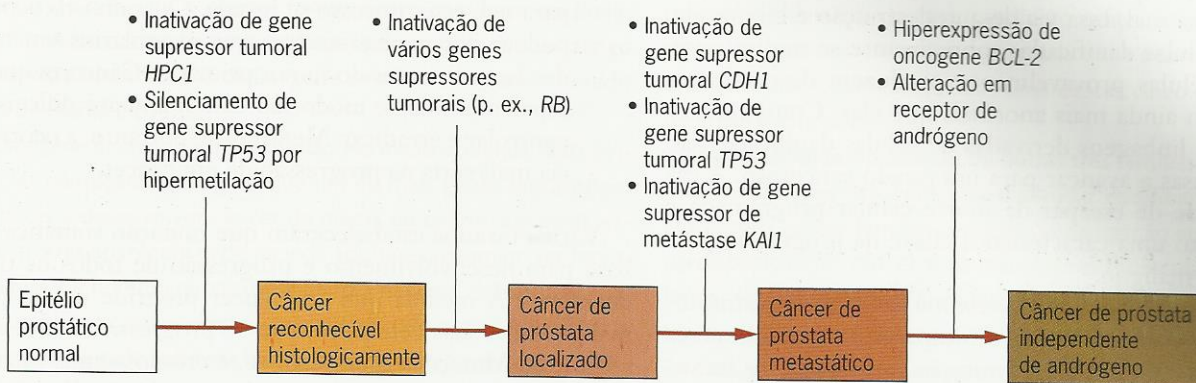 • Inativação de gene
supressor tumoral
HPC1
• Silenciamento de
gene supressor
tumoral TP53 por
hipermetilação
• Inativação de
vários genes
supressores
tumorais (p. ex., RB)
• Inativação de
gene supressor
tumoral CDH1
• Inativação de
gene supressor
tumoral TP53
• Inativação de gene
supressor de
metástase KAI1
• Hiperexpressão de
oncogene BCL-2
• Alteração em
receptor de
andrógeno
Epitélio
prostático
normal
Câncer
reconhecível
histologicamente
Câncer de
próstata
localizado
Câncer de
próstata
metastático
Câncer de próstata
independente
de andrógeno